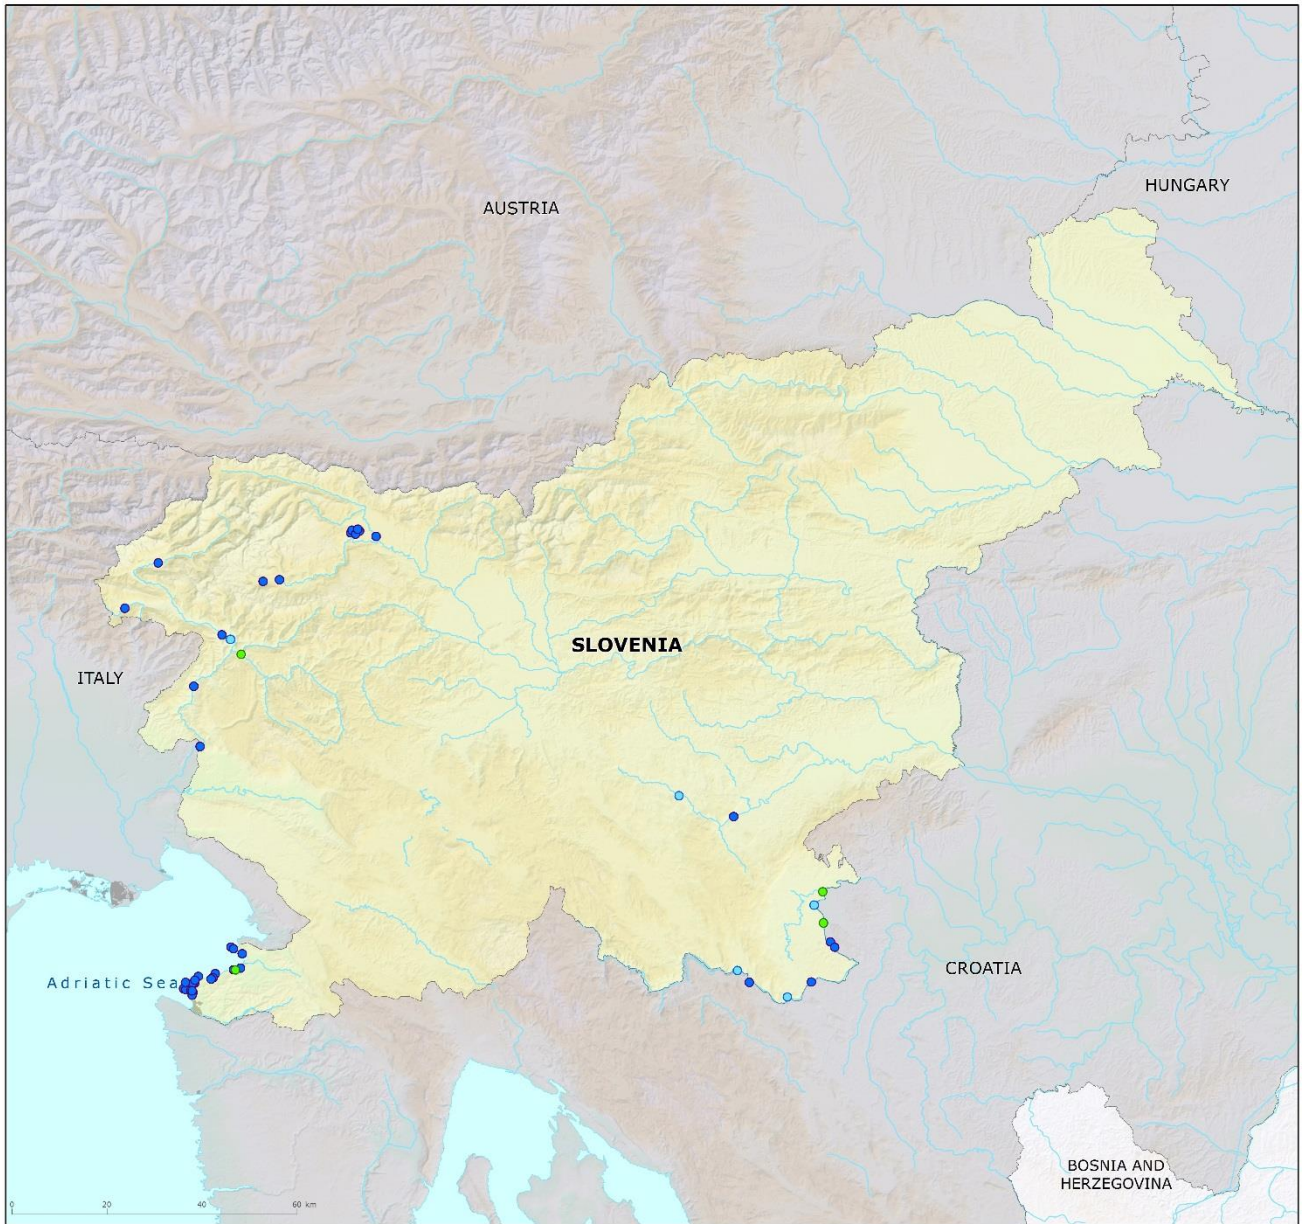 HUNGARY
AUSTRIA
SLOVENIA
ITALY
CROATIA
Adriatic Sea
BOSNIA AND
HERZEGOVINA
0 20 40 60 km